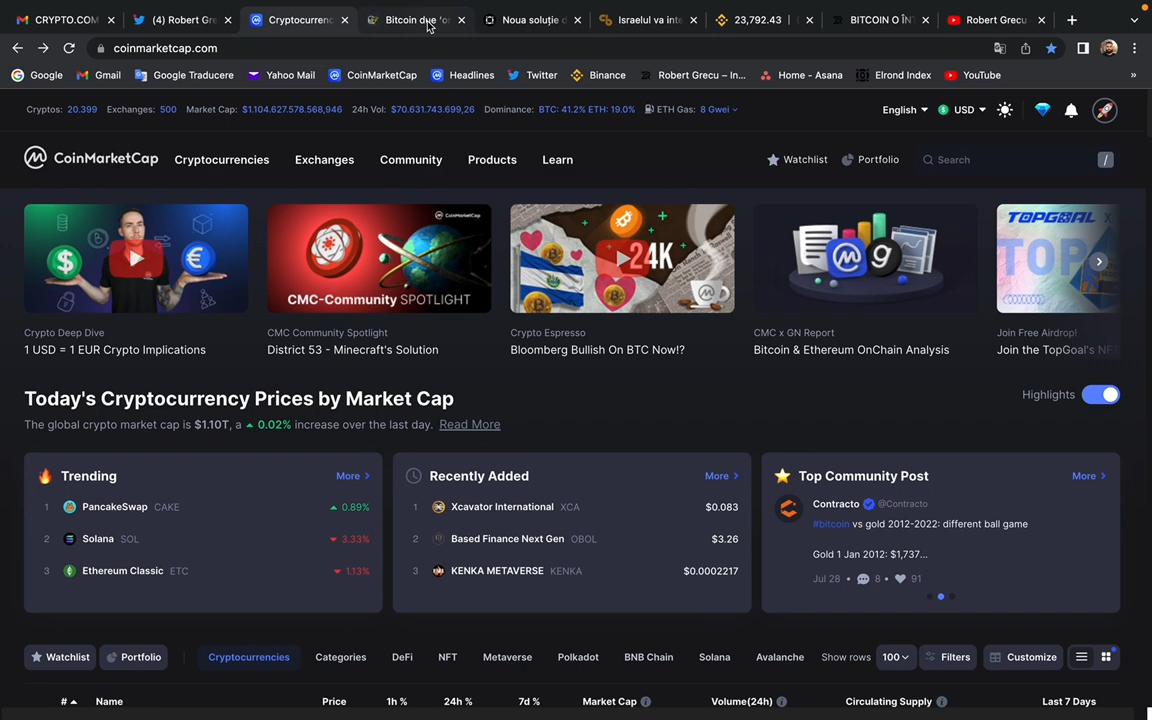 CRYPTO.COM
(4) Robert Gre
Cryptocurrenc
Bitcoin due 'or
Noua soluție d
Israelul va inte
23,792.43 |
BITCOIN O ÎN
Robert Grecu
coinmarketcap.com
Google
Gmail
Google Traducere
Yahoo Mail
CoinMarketCap
Headlines
Twitter
Binance
Robert Grecu – In...
Home - Asana
Elrond Index
YouTube
»
Cryptos: 20.399 Exchanges: 500 Market Cap: $1.104.627.578.568,946 24h Vol: $70.631.743.699,26 Dominance: BTC: 41.2% ETH: 19.0% ETH Gas: 8 Gwei
English
USD
CoinMarketCap
Cryptocurrencies
Exchanges
Community
Products
Learn
Watchlist
Portfolio
Search
/
CMC-Community SPOTLIGHT
CoinMarketCap
24K
TOPGOAL X
TOP
Crypto Deep Dive
1 USD = 1 EUR Crypto Implications
CMC Community Spotlight
District 53 - Minecraft's Solution
Crypto Espresso
Bloomberg Bullish On BTC Now!?
CMC x GN Report
Bitcoin & Ethereum OnChain Analysis
Join Free Airdrop!
Join the TopGoal's NF
Today's Cryptocurrency Prices by Market Cap
Highlights
The global crypto market cap is $1.10T, a 0.02% increase over the last day. Read More
Trending
More
1 PancakeSwap CAKE 0.89%
2 Solana SOL 3.33%
3 Ethereum Classic ETC 1.13%
Recently Added
More
1 Xcavator International XCA $0.083
2 Based Finance Next Gen OBOL $3.26
3 KENKA METAVERSE KENKA $0.0002217
Top Community Post
More
Contracto @Contracto
#bitcoin vs gold 2012-2022: different ball game
Gold 1 Jan 2012: $1,737...
Jul 28 • 8 • 91
Watchlist
Portfolio
Cryptocurrencies
Categories
DeFi
NFT
Metaverse
Polkadot
BNB Chain
Solana
Avalanche
Show rows
100
Filters
Customize
# Name Price 1h % 24h % 7d % Market Cap Volume(24h) Circulating Supply Last 7 Days